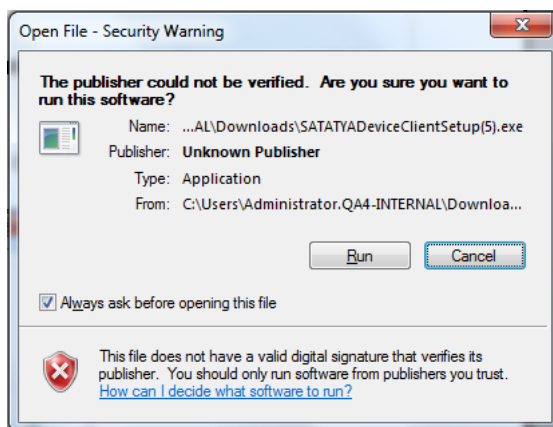 Open File - Security Warning
The publisher could not be verified. Are you sure you want to
run this software?
Name: ...AL\Downloads\SATATYADeviceClientSetup(5).exe
Publisher: Unknown Publisher
Type: Application
From: C:\Users\Administrator.QA4-INTERNAL\Downloa...
Run Cancel
Always ask before opening this file
This file does not have a valid digital signature that verifies its
publisher. You should only run software from publishers you trust.
How can I decide what software to run?